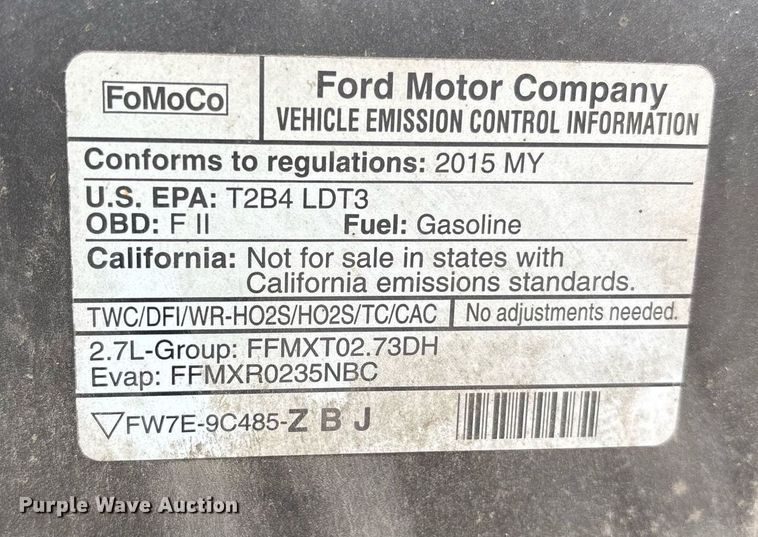 FoMoCo
Ford Motor Company
VEHICLE EMISSION CONTROL INFORMATION
Conforms to regulations: 2015 MY
U.S. EPA: T2B4 LDT3
OBD: F II Fuel: Gasoline
California: Not for sale in states with
California emissions standards.
TWC/DFI/WR-HO2S/HO2S/TC/CAC No adjustments needed.
2.7L-Group: FFMXT02.73DH
Evap: FFMXR0235NBC
FW7E-9C485-Z B J
Purple Wave Auction